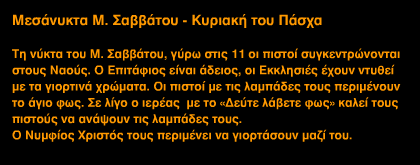 Μεσάνυκτα Μ. Σαββάτου - Κυριακή του Πάσχα
Τη νύκτα του Μ. Σαββάτου, γύρω στις 11 οι πιστοί συγκεντρώνονται
στους Ναούς. Ο Επιτάφιος είναι άδειος, οι Εκκλησιές έχουν ντυθεί
με τα γιορτινά χρώματα. Οι πιστοί με τις λαμπάδες τους περιμένουν
το άγιο φως. Σε λίγο ο ιερέας με το «Δεύτε λάβετε φως» καλεί τους
πιστούς να ανάψουν τις λαμπάδες τους.
Ο Νυμφίος Χριστός τους περιμένει να γιορτάσουν μαζί του.